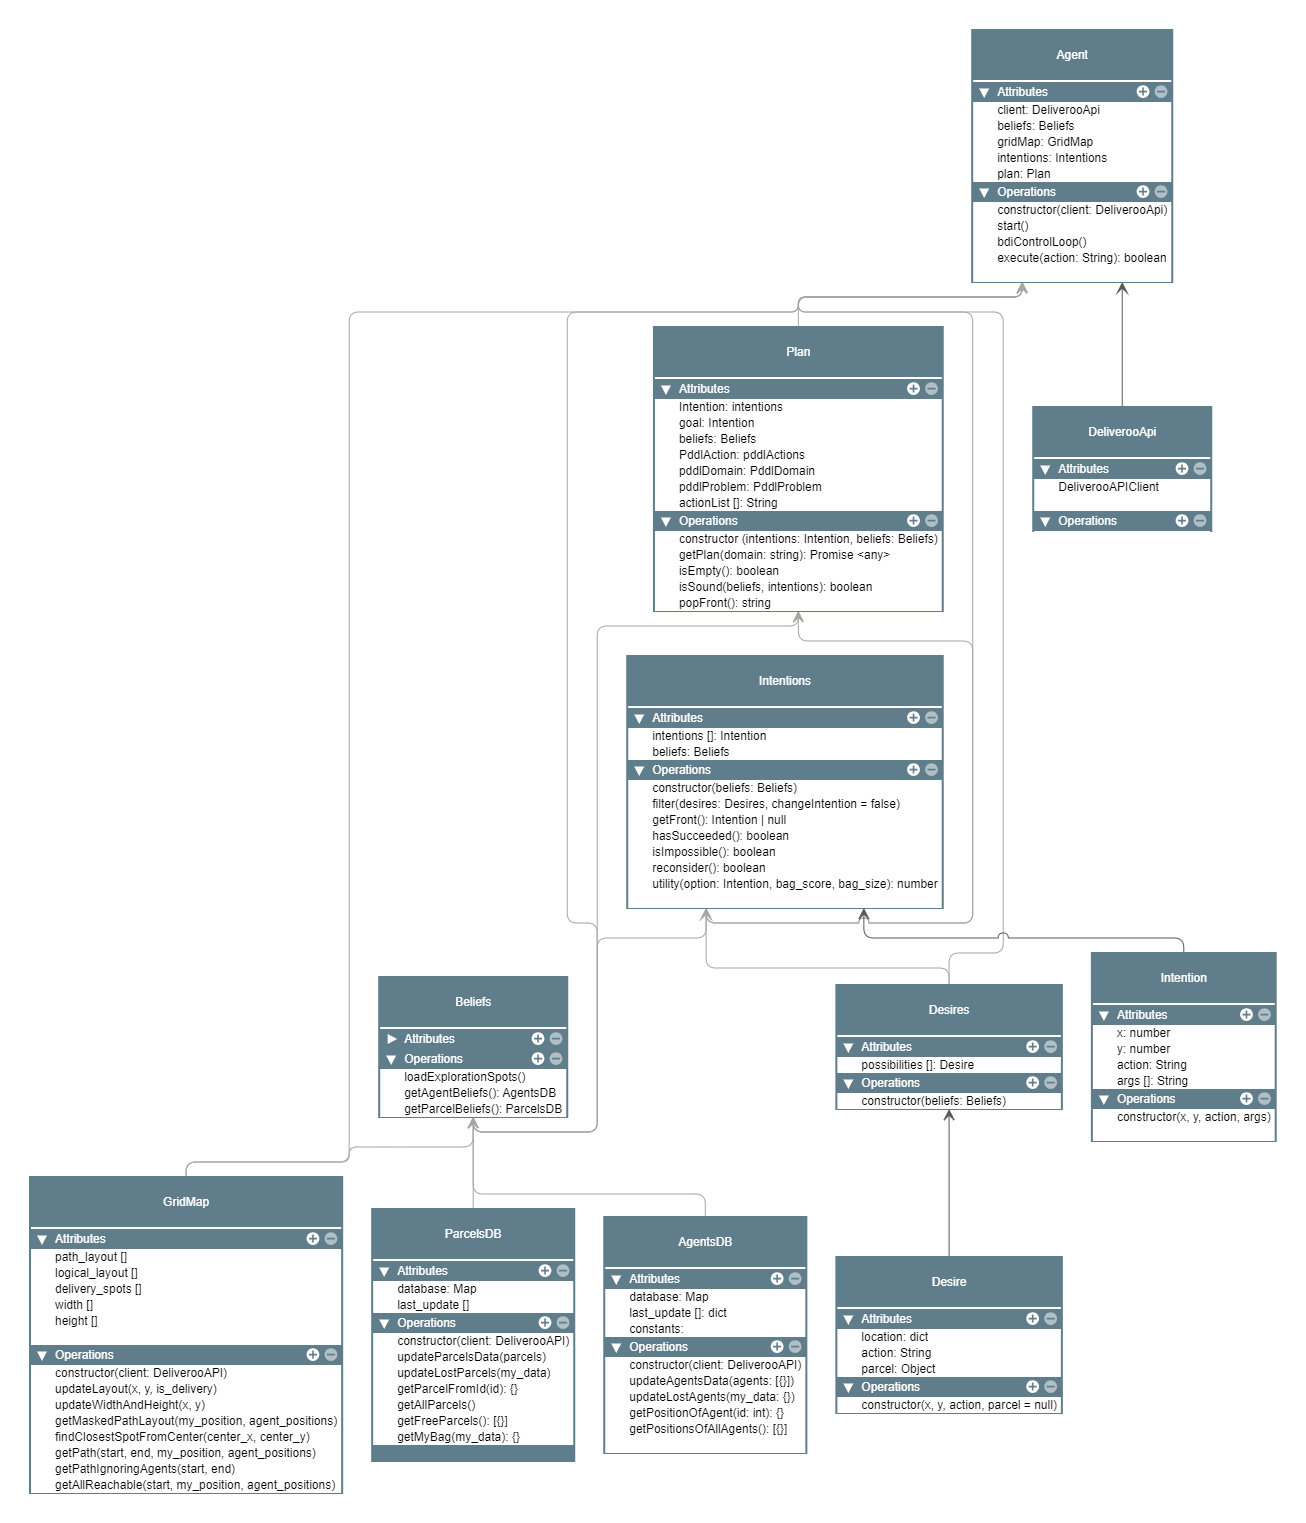 Agent
Attributes
client: DeliverooApi
beliefs: Beliefs
gridMap: GridMap
intentions: Intentions
plan: Plan
Operations
constructor(client: DeliverooApi)
start()
bdiControlLoop()
execute(action: String): boolean
Plan
Attributes
Intention: intentions
goal: Intention
beliefs: Beliefs
PddlAction: pddlActions
pddlDomain: PddlDomain
pddlProblem: PddlProblem
actionList []: String
Operations
constructor (intentions: Intention, beliefs: Beliefs)
getPlan(domain: string): Promise <any>
isEmpty(): boolean
isSound(beliefs, intentions): boolean
popFront(): string
DeliverooApi
Attributes
DeliverooAPIClient
Operations
Intentions
Attributes
intentions []: Intention
beliefs: Beliefs
Operations
constructor(beliefs: Beliefs)
filter(desires: Desires, changeIntention = false)
getFront(): Intention | null
hasSucceeded(): boolean
isImpossible(): boolean
reconsider(): boolean
utility(option: Intention, bag_score, bag_size): number
Beliefs
Attributes
Operations
loadExplorationSpots()
getAgentBeliefs(): AgentsDB
getParcelBeliefs(): ParcelsDB
Desires
Attributes
possibilities []: Desire
Operations
constructor(beliefs: Beliefs)
Intention
Attributes
x: number
y: number
action: String
args []: String
Operations
constructor(x, y, action, args)
GridMap
Attributes
path_layout []
logical_layout []
delivery_spots []
width []
height []
Operations
constructor(client: DeliverooAPI)
updateLayout(x, y, is_delivery)
updateWidthAndHeight(x, y)
getMaskedPathLayout(my_position, agent_positions)
findClosestSpotFromCenter(center_x, center_y)
getPath(start, end, my_position, agent_positions)
getPathIgnoringAgents(start, end)
getAllReachable(start, my_position, agent_positions)
ParcelsDB
Attributes
database: Map
last_update []
Operations
constructor(client: DeliverooAPI)
updateParcelsData(parcels)
updateLostParcels(my_data)
getParcelFromId(id): {}
getAllParcels()
getFreeParcels(): [{}]
getMyBag(my_data): {}
AgentsDB
Attributes
database: Map
last_update []: dict
constants:
Operations
constructor(client: DeliverooAPI)
updateAgentsData(agents: [{}])
updateLostAgents(my_data: {})
getPositionOfAgent(id: int): {}
getPositionsOfAllAgents(): [{}]
Desire
Attributes
location: dict
action: String
parcel: Object
Operations
constructor(x, y, action, parcel = null)